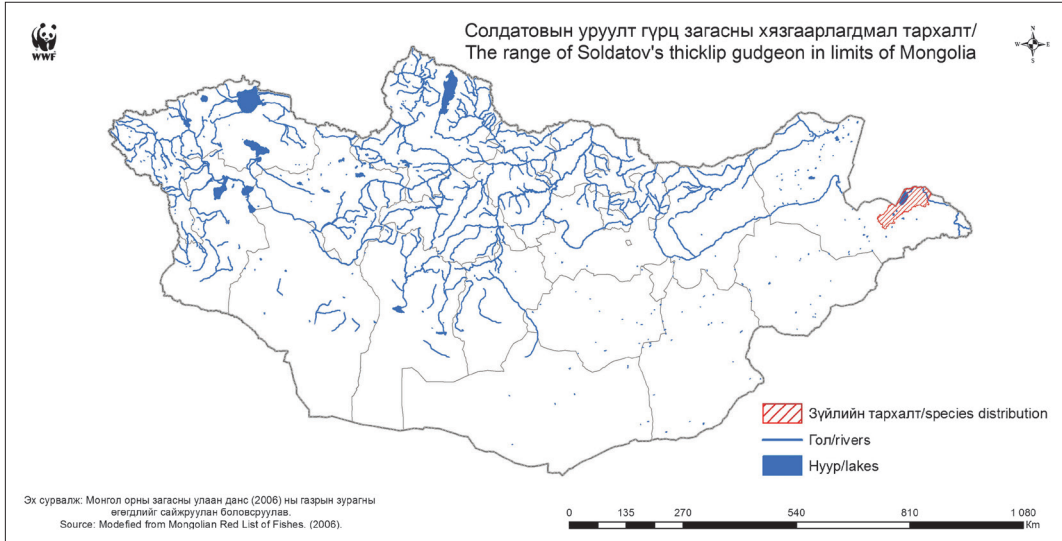 WWF
Солдатовын уруулт гүрц загасны хязгаарлагдмал тархалт/
The range of Soldatov's thicklip gudgeon in limits of Mongolia
N
W
E
S
Зүйлийн тархалт/species distribution
Гол/rivers
Нуур/lakes
Эх сурвалж: Монгол орны загасны улаан данс (2006) ны газрын зурагны
өгөгдлийг сайжруулан боловсруулав.
Source: Modefied from Mongolian Red List of Fishes. (2006).
0 135 270 540 810 1 080
Km